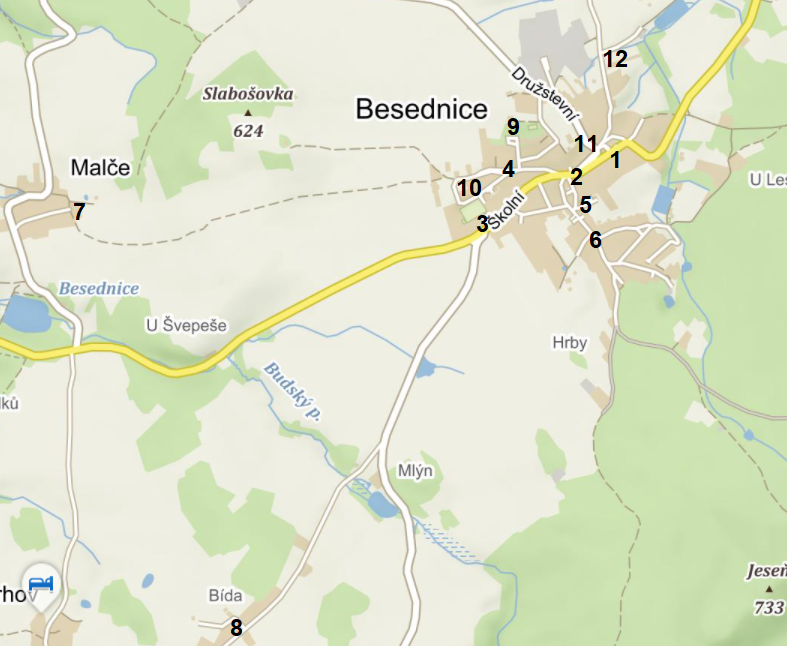 12
Slabošovka
624
Družstevní
Besednice
9
11
1
Malče
4
2
U Les
10
7
5
Školní
3
6
Besednice
U Švepeše
Hrby
Budský p.
lků
Mlýn
Jeseň
rhov
Bída
733
8